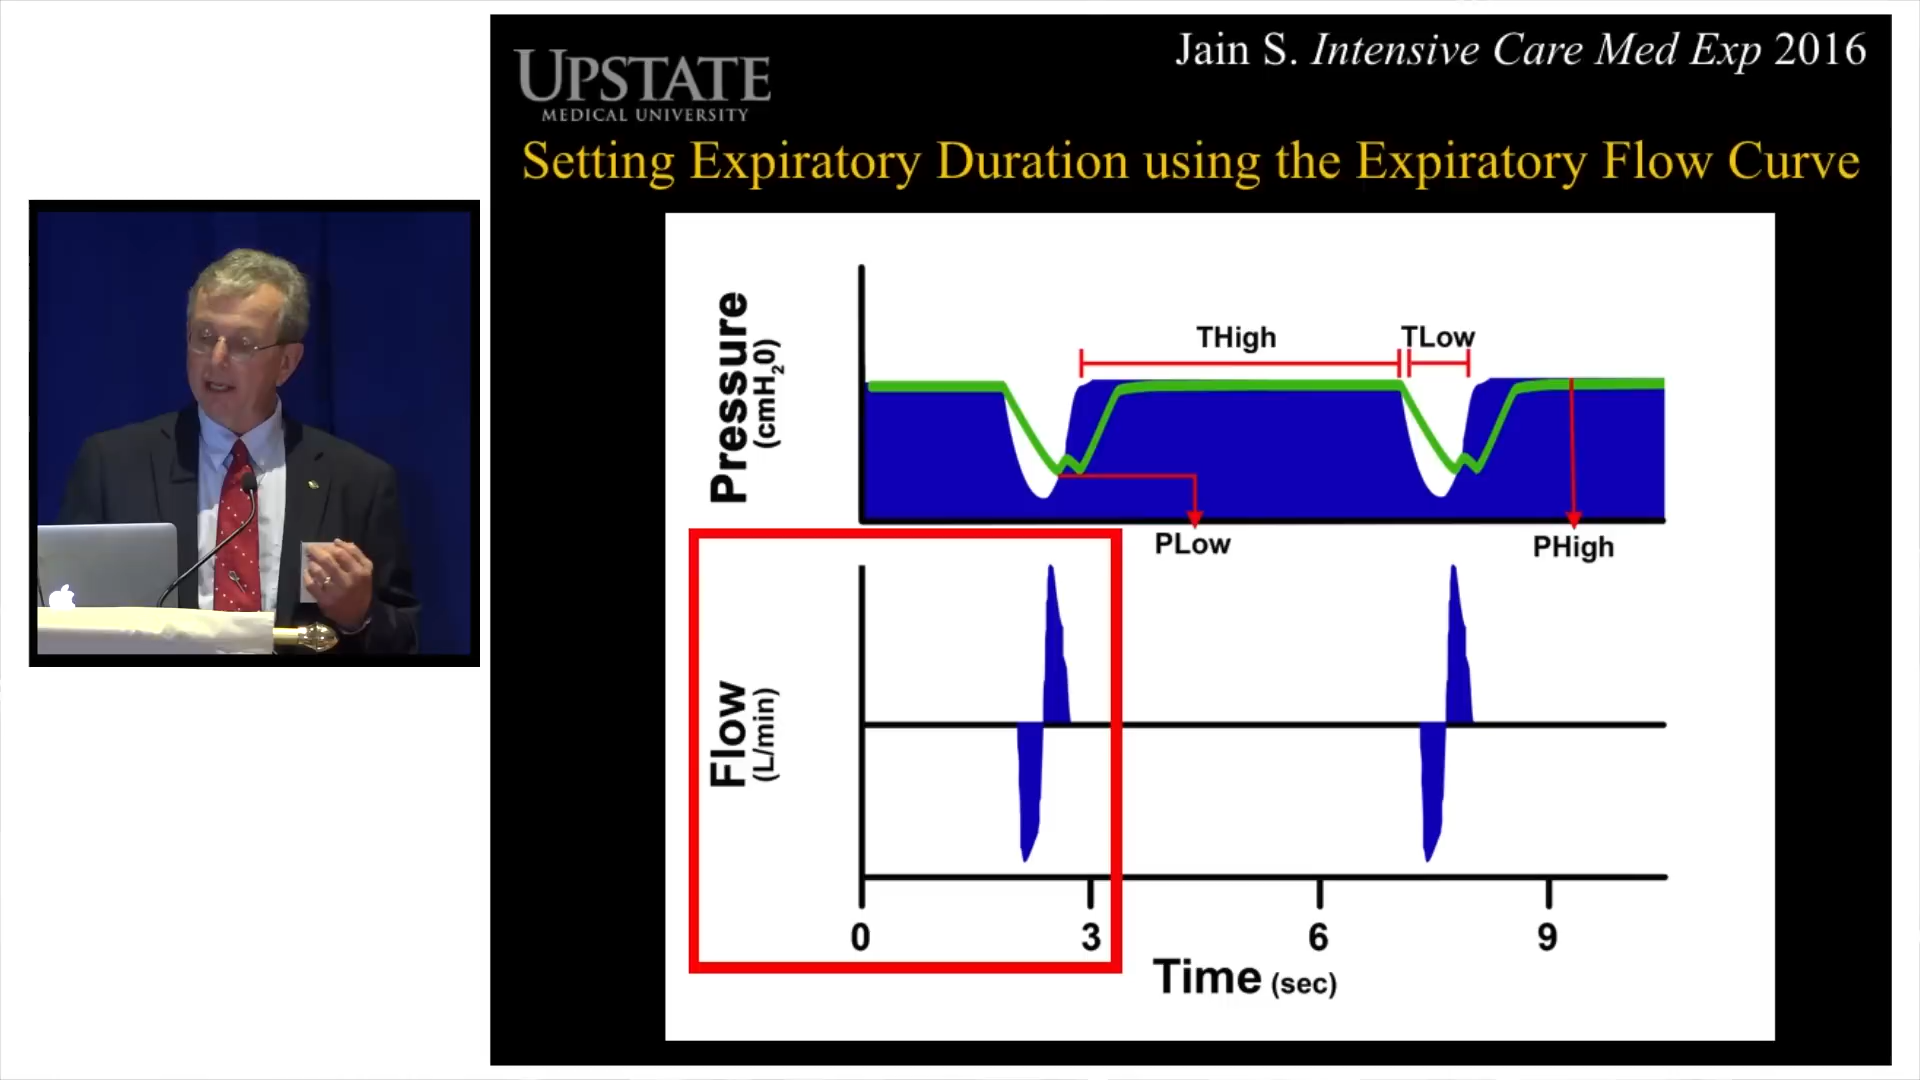 Jain S. Intensive Care Med Exp 2016
UPSTATE
MEDICAL UNIVERSITY
Setting Expiratory Duration using the Expiratory Flow Curve
Pressure
(cmH20)
THigh
TLow
PLow
PHigh
Flow
(L/min)
0
3
6
9
Time (sec)